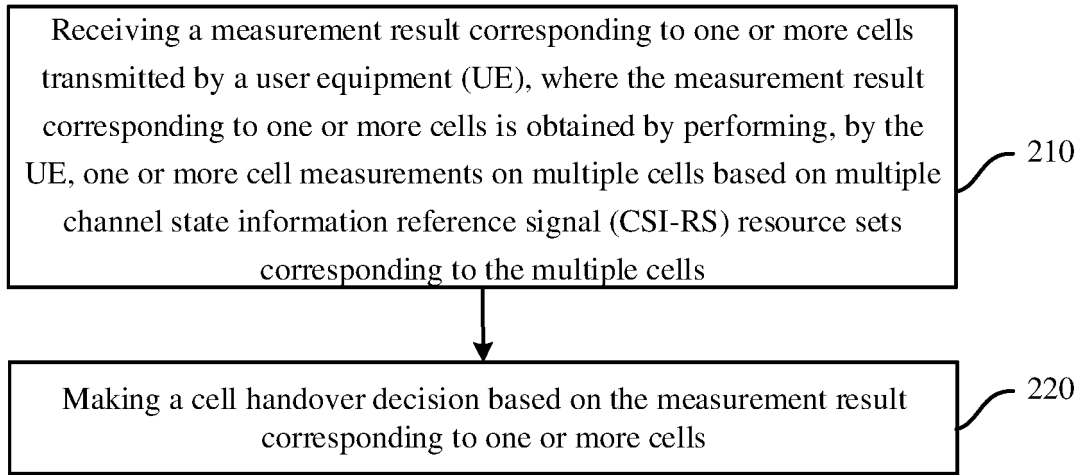 Receiving a measurement result corresponding to one or more cells
transmitted by a user equipment (UE), where the measurement result
corresponding to one or more cells is obtained by performing, by the
UE, one or more cell measurements on multiple cells based on multiple
channel state information reference signal (CSI-RS) resource sets
corresponding to the multiple cells
210
Making a cell handover decision based on the measurement result
corresponding to one or more cells
220